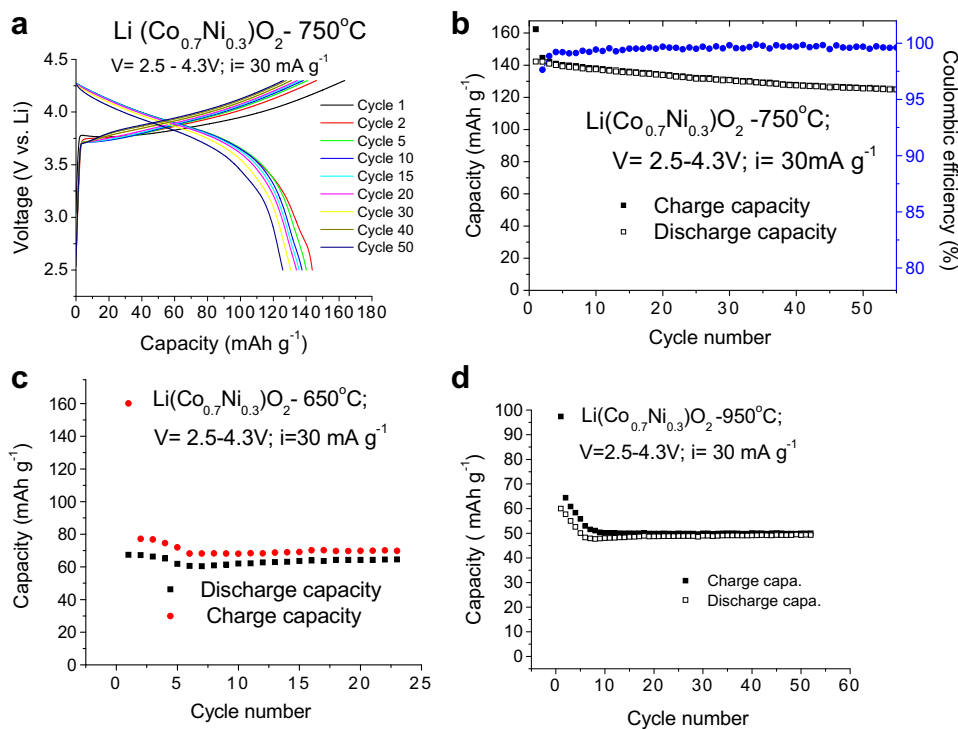 a
Li (Co0.7Ni0.3)O2- 750oC
V= 2.5 - 4.3V; i= 30 mA g-1
4.5
4.0
3.5
3.0
2.5
Voltage (V vs. Li)
Cycle 1
Cycle 2
Cycle 5
Cycle 10
Cycle 15
Cycle 20
Cycle 30
Cycle 40
Cycle 50
0 20 40 60 80 100 120 140 160 180
Capacity (mAh g-1)
b
160
140
120
100
80
60
40
20
0
Capacity (mAh g-1)
Li(Co0.7Ni0.3)O2 -750oC;
V= 2.5-4.3V; i= 30mA g-1
Charge capacity
Discharge capacity
100
95
90
85
80
Coulombic efficiency (%)
0 10 20 30 40 50
Cycle number
c
Li(Co0.7Ni0.3)O2- 650oC;
V= 2.5-4.3V; i=30 mA g-1
160
140
120
100
80
60
40
20
0
Capacity (mAh g-1)
Discharge capacity
Charge capacity
0 5 10 15 20 25
Cycle number
d
Li(Co0.7Ni0.3)O2 -950oC;
V=2.5-4.3V; i= 30 mA g-1
100
90
80
70
60
50
40
30
20
10
0
Capacity ( mAh g-1)
Charge capa.
Discharge capa.
0 10 20 30 40 50 60
Cycle number